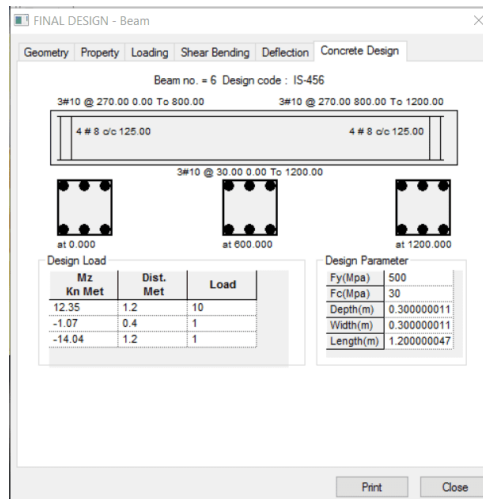 FINAL DESIGN - Beam
Geometry Property Loading Shear Bending Deflection Concrete Design
Beam no. = 6 Design code : IS-456
3#10 @ 270.00 0.00 To 800.00 3#10 @ 270.00 800.00 To 1200.00
4 # 8 c/c 125.00 4 # 8 c/c 125.00
3#10 @ 30.00 0.00 To 1200.00
at 0.000 at 600.000 at 1200.000
Design Load
Mz Kn Met Dist. Met Load
12.35 1.2 10
-1.07 0.4 1
-14.04 1.2 1
Design Parameter
Fy(Mpa) 500
Fc(Mpa) 30
Depth(m) 0.300000011
Width(m) 0.300000011
Length(m) 1.200000047
Print Close